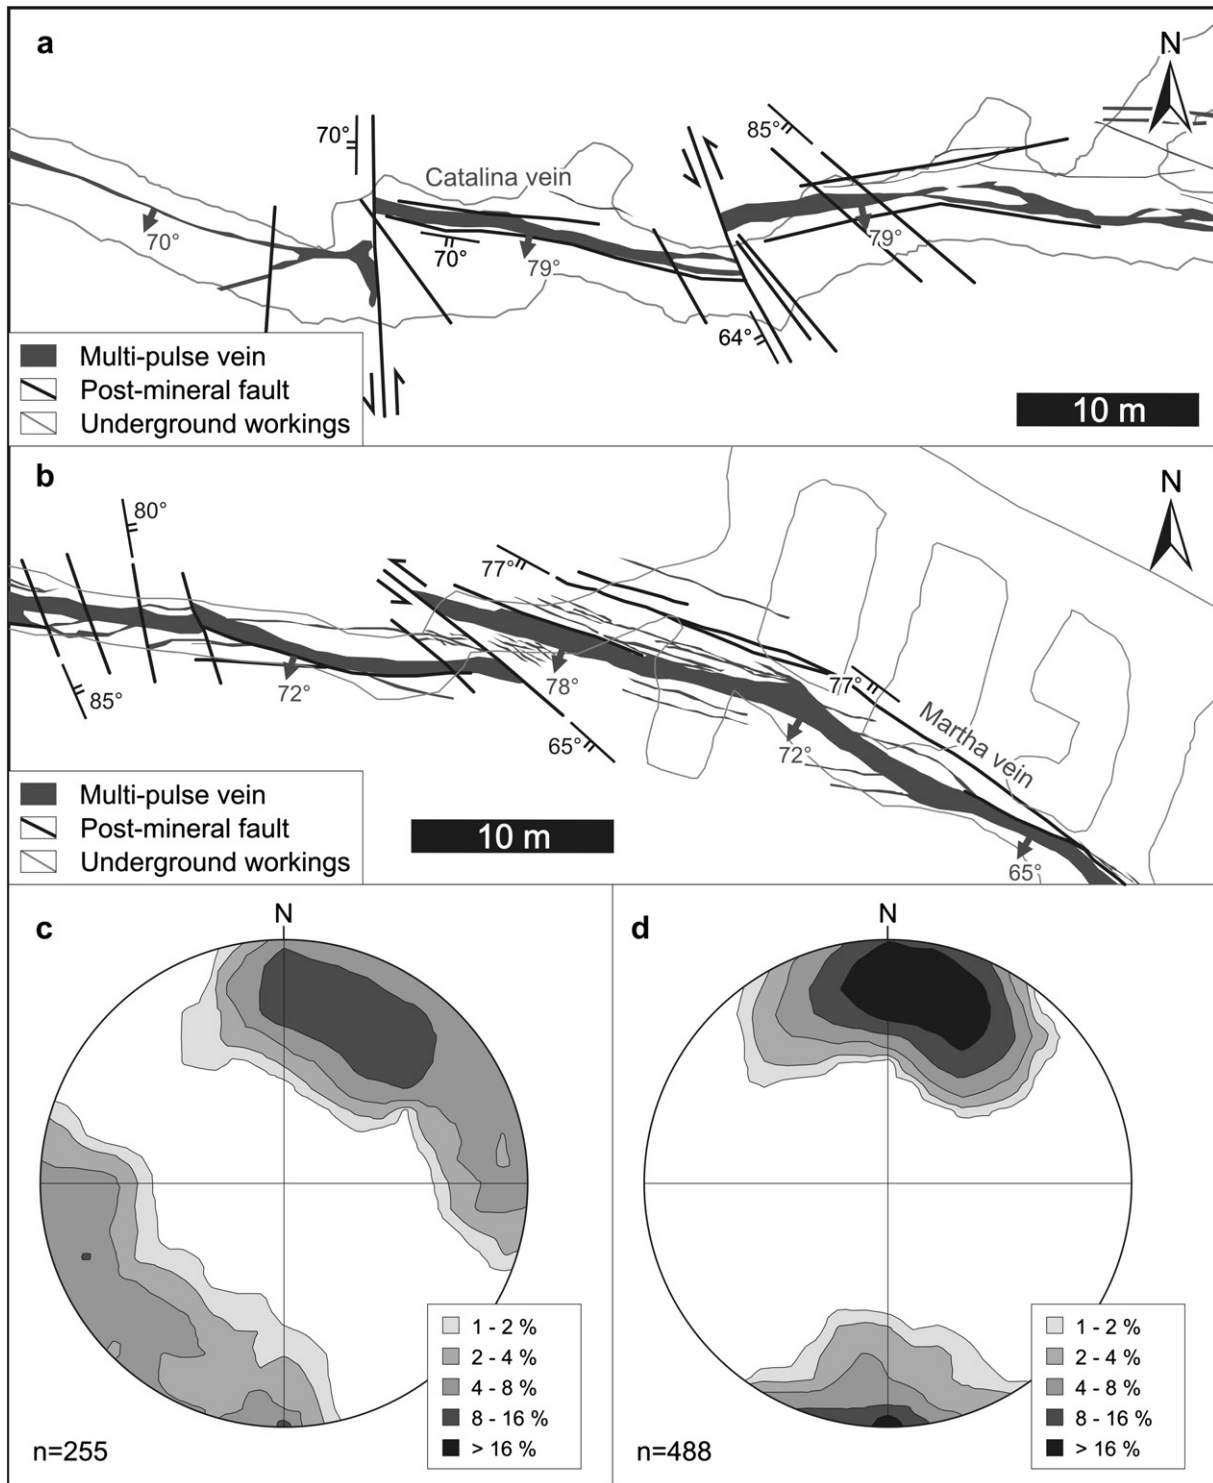 a
N
70°
85°
Catalina vein
70°
70°
79°
79°
64°
Multi-pulse vein
Post-mineral fault
Underground workings
10 m
b
N
80°
77°
85°
72°
78°
77°
65°
72°
Martha vein
65°
Multi-pulse vein
Post-mineral fault
Underground workings
10 m
c
N
1 - 2 %
2 - 4 %
4 - 8 %
8 - 16 %
> 16 %
n=255
d
N
1 - 2 %
2 - 4 %
4 - 8 %
8 - 16 %
> 16 %
n=488